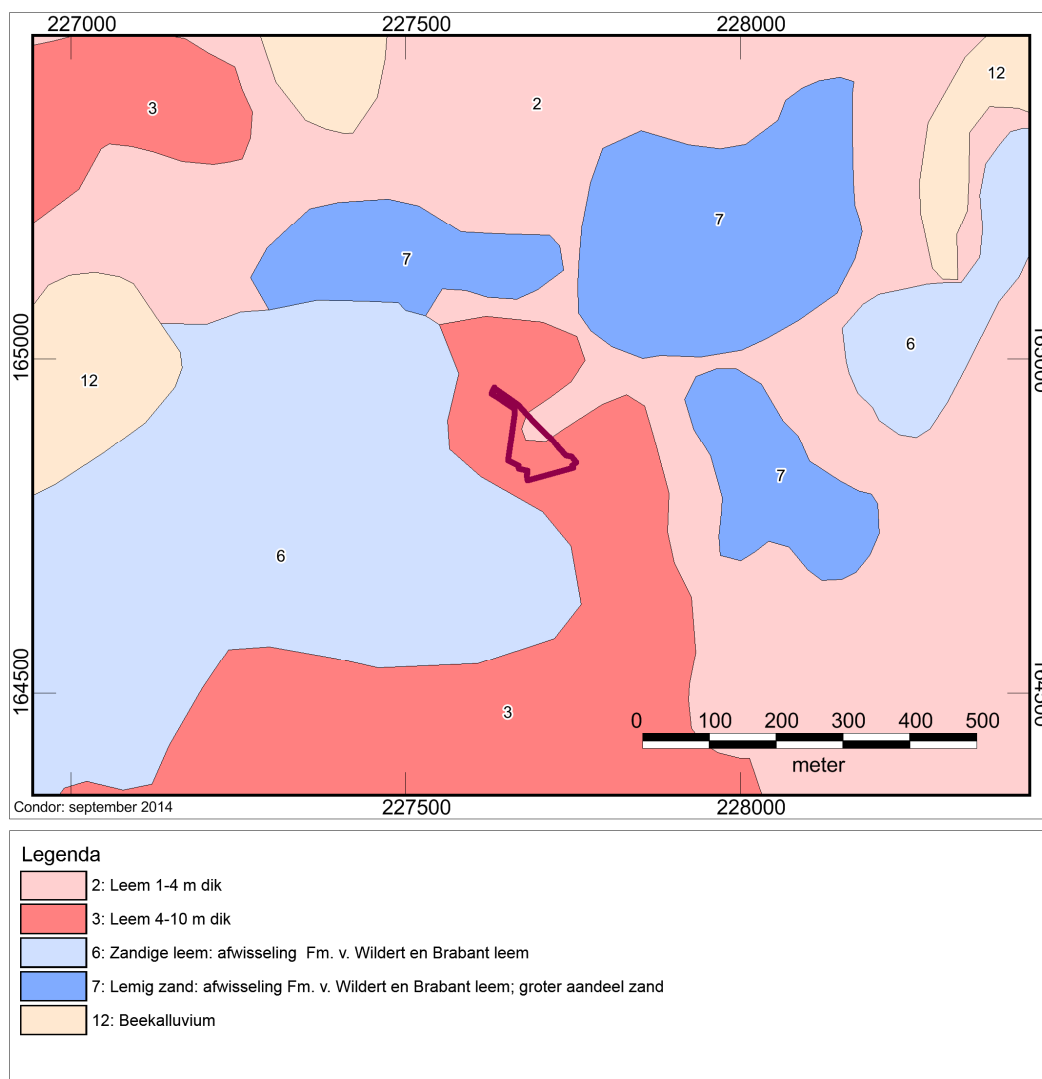 227000 227500 228000
12
3
2
7
7
165000
165000
6
12
7
6
164500
164500
3
0 100 200 300 400 500
meter
Condor: september 2014
227500 228000
Legenda
2: Leem 1-4 m dik
3: Leem 4-10 m dik
6: Zandige leem: afwisseling Fm. v. Wildert en Brabant leem
7: Lemig zand: afwisseling Fm. v. Wildert en Brabant leem; groter aandeel zand
12: Beekalluvium